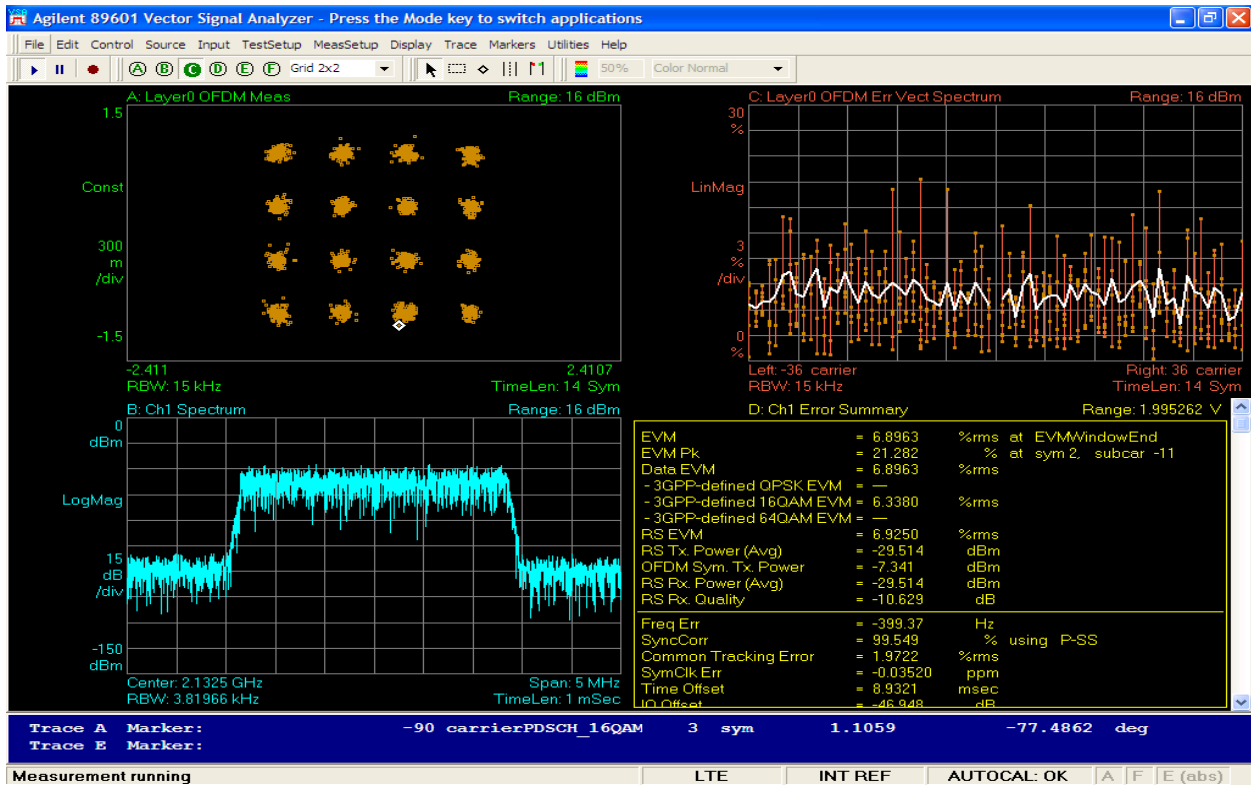 Agilent 89601 Vector Signal Analyzer - Press the Mode key to switch applications
File Edit Control Source Input TestSetup MeasSetup Display Trace Markers Utilities Help
A B C D E F Grid 2x2 50% Color Normal
A: Layer0 OFDM Meas Range: 16 dBm
1.5
Const
300
m
/div
-1.5
-2.411 2.4107
RBW: 15 kHz TimeLen: 14 Sym
C: Layer0 OFDM Err Vect Spectrum Range: 16 dBm
30
%
LinMag
3
%
/div
0
%
Left: -36 carrier Right: 36 carrier
RBW: 15 kHz TimeLen: 14 Sym
B: Ch1 Spectrum Range: 16 dBm
0
dBm
LogMag
15
dB
/div
-150
dBm
Center: 2.1325 GHz Span: 5 MHz
RBW: 3.81966 kHz TimeLen: 1 mSec
D: Ch1 Error Summary Range: 1.995262 V
EVM = 6.8963 %rms at EVMWindowEnd
EVM Pk = 21.282 % at sym 2, subcar -11
Data EVM = 6.8963 %rms
- 3GPP-defined QPSK EVM = —
- 3GPP-defined 16QAM EVM = 6.3380 %rms
- 3GPP-defined 64QAM EVM = —
RS EVM = 6.9250 %rms
RS Tx. Power (Avg) = -29.514 dBm
OFDM Sym. Tx. Power = -7.341 dBm
RS Rx. Power (Avg) = -29.514 dBm
RS Rx. Quality = -10.629 dB
Freq Err = -399.37 Hz
SyncCorr = 99.549 % using P-SS
Common Tracking Error = 1.9722 %rms
SymClk Err = -0.03520 ppm
Time Offset = 8.9321 msec
IQ Offset = -46.948 dB
Trace A Marker: -90 carrierPDSCH_16QAM 3 sym 1.1059 -77.4862 deg
Trace E Marker:
Measurement running LTE INT REF AUTOCAL: OK A F E (abs)